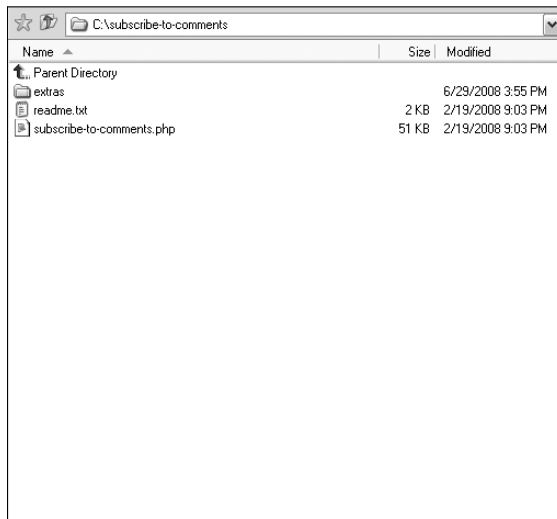 C:\subscribe-to-comments
Name Size Modified
Parent Directory
extras 6/29/2008 3:55 PM
readme.txt 2 KB 2/19/2008 9:03 PM
subscribe-to-comments.php 51 KB 2/19/2008 9:03 PM